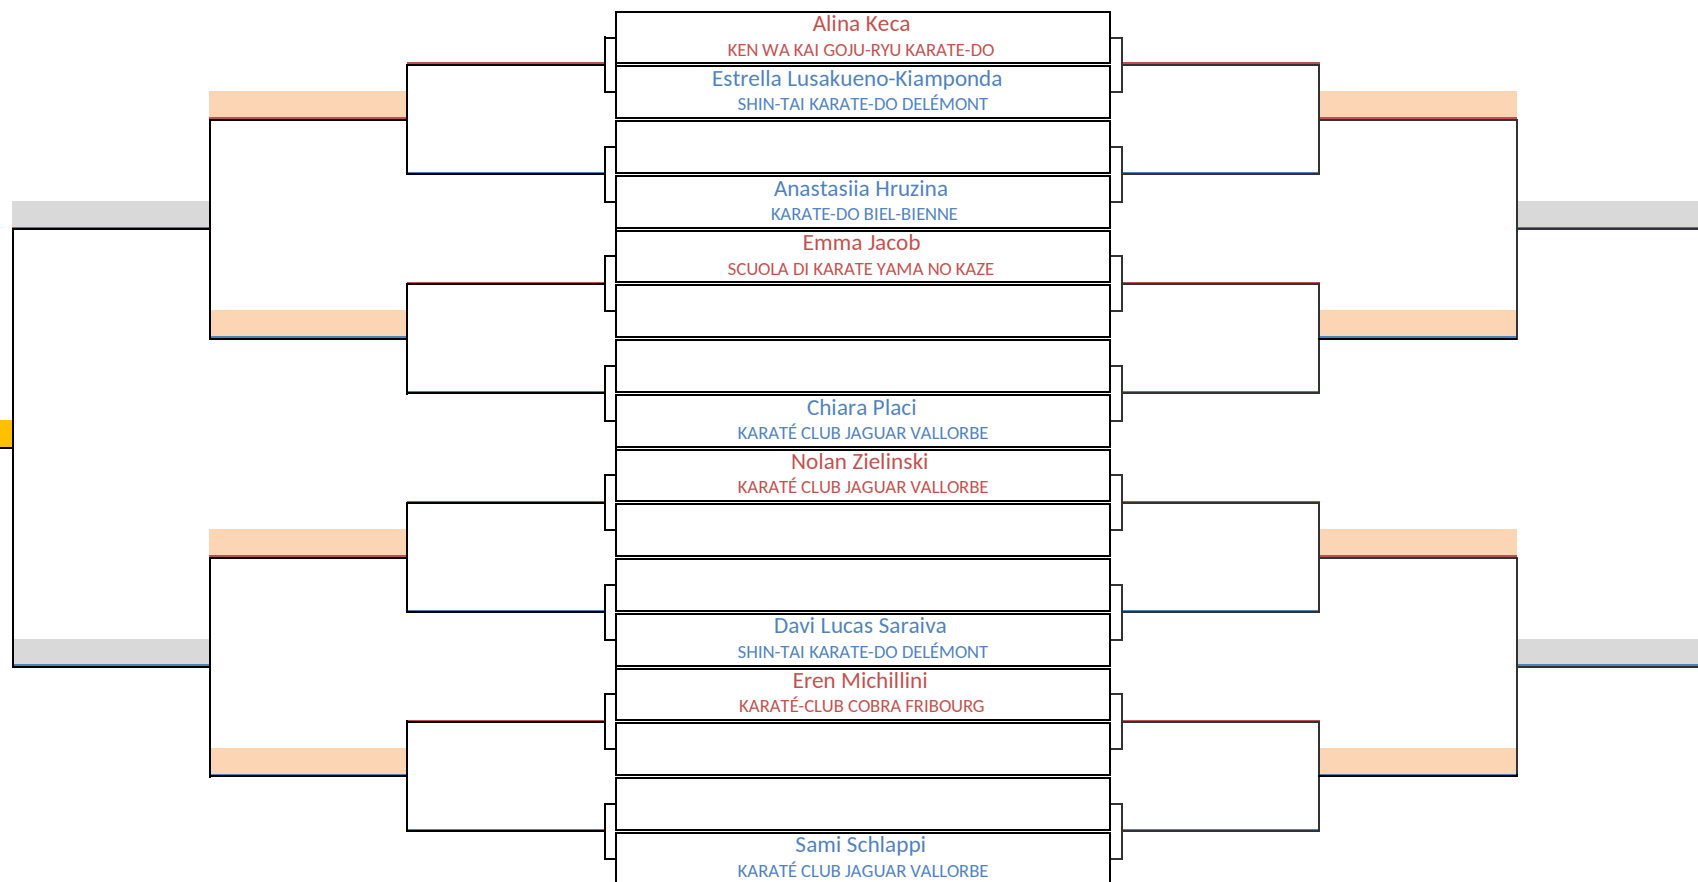 Alina Keca
KEN WA KAI GOJU-RYU KARATE-DO
Estrella Lusakueno-Kiamponda
SHIN-TAI KARATE-DO DELÉMONT
Anastasiia Hruzina
KARATE-DO BIEL-BIENNE
Emma Jacob
SCUOLA DI KARATE YAMA NO KAZE
Chiara Placi
KARATÉ CLUB JAGUAR VALLORBE
Nolan Zielinski
KARATÉ CLUB JAGUAR VALLORBE
Davi Lucas Saraiva
SHIN-TAI KARATE-DO DELÉMONT
Eren Michillini
KARATÉ-CLUB COBRA FRIBOURG
Sami Schlappi
KARATÉ CLUB JAGUAR VALLORBE